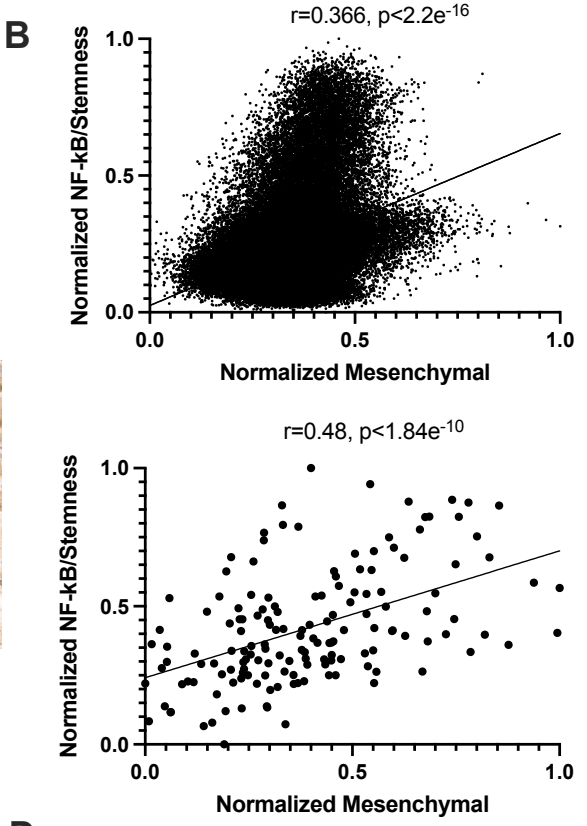 B
r=0.366, p<2.2e-16
Normalized NF-kB/Stemness
1.0
0.5
0.0
0.0 0.5 1.0
Normalized Mesenchymal
r=0.48, p<1.84e-10
Normalized NF-kB/Stemness
1.0
0.5
0.0
0.0 0.5 1.0
Normalized Mesenchymal